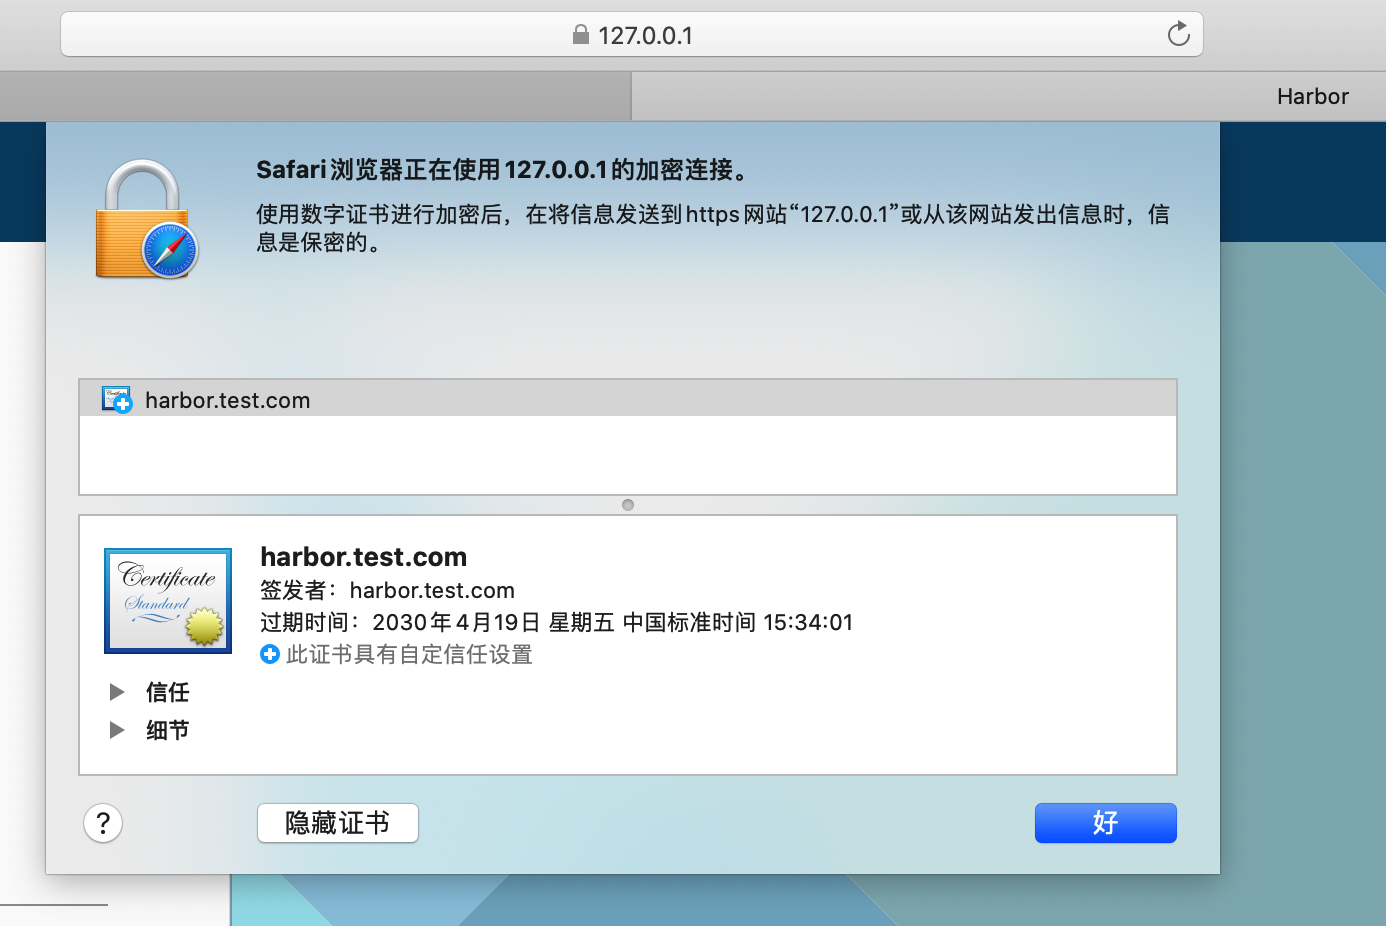 127.0.0.1
Harbor
Safari浏览器正在使用127.0.0.1的加密连接。
使用数字证书进行加密后，在将信息发送到https网站“127.0.0.1”或从该网站发出信息时，信
息是保密的。
harbor.test.com
Certificate
Standard
harbor.test.com
签发者：harbor.test.com
过期时间：2030年4月19日 星期五 中国标准时间 15:34:01
此证书具有自定信任设置
信任
细节
?
隐藏证书
好